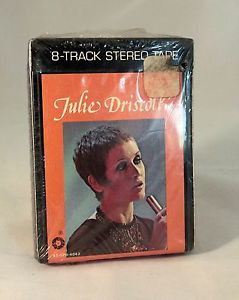 8-TRACK STEREO TAPE
Julie Driscoll